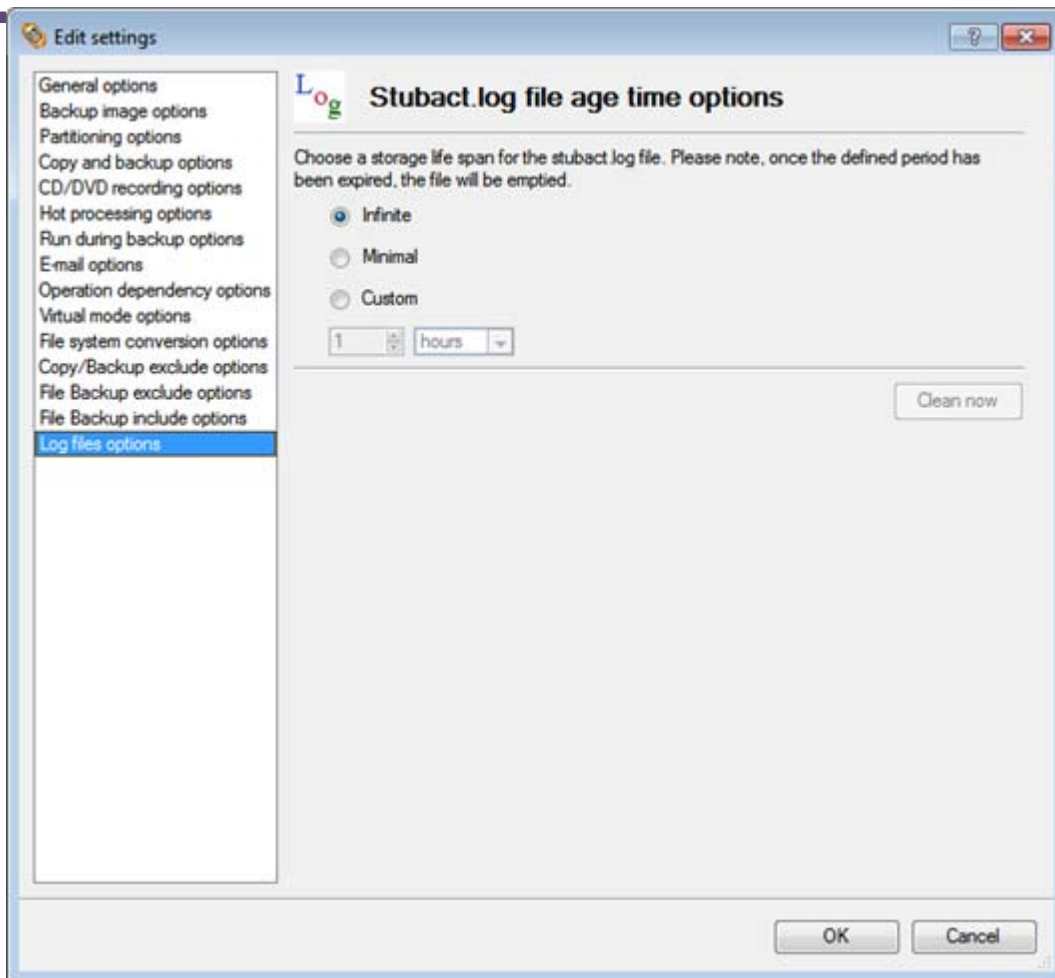 Edit settings
General options
Backup image options
Partitioning options
Copy and backup options
CD/DVD recording options
Hot processing options
Run during backup options
E-mail options
Operation dependency options
Virtual mode options
File system conversion options
Copy/Backup exclude options
File Backup exclude options
File Backup include options
Log files options
Log
Stubact.log file age time options
Choose a storage life span for the stubact.log file. Please note, once the defined period has
been expired, the file will be emptied.
Infinite
Minimal
Custom
1 hours
Clean now
OK Cancel